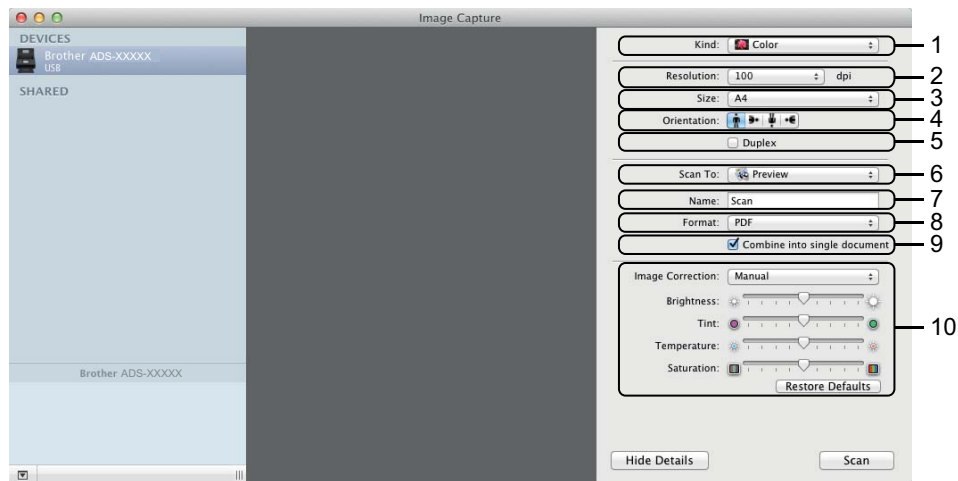 Image Capture
DEVICES
Brother ADS-XXXXX
USB
SHARED
Brother ADS-XXXXX
Kind: Color 1
Resolution: 100 dpi 2
Size: A4 3
Orientation: 4
Duplex 5
Scan To: Preview 6
Name: Scan 7
Format: PDF 8
Combine into single document 9
Image Correction: Manual
Brightness:
Tint:
10
Temperature:
Saturation:
Restore Defaults
Hide Details Scan